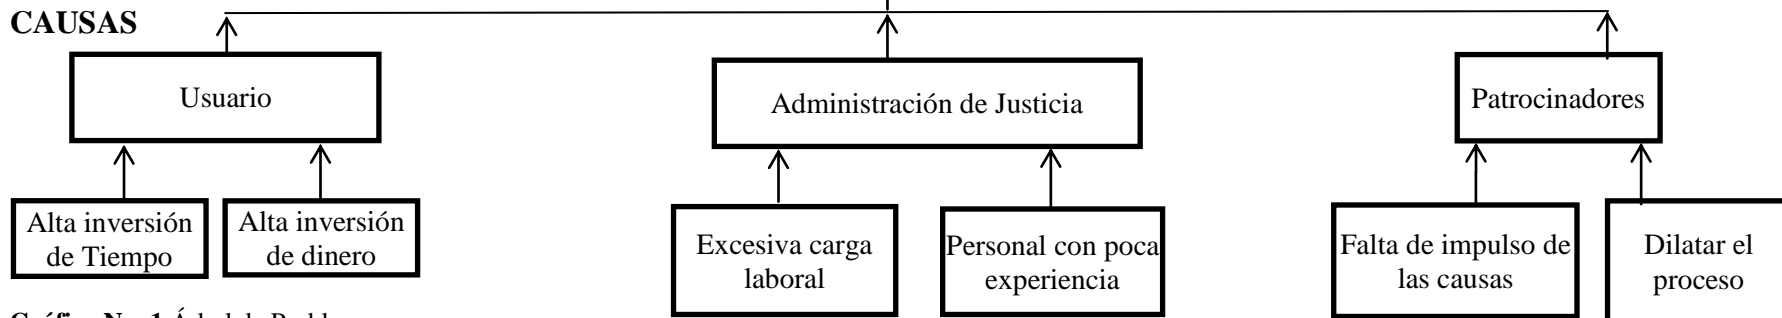 CAUSAS
Usuario
Administración de Justicia
Patrocinadores
Alta inversión
de Tiempo
Alta inversión
de dinero
Excesiva carga
laboral
Personal con poca
experiencia
Falta de impulso de
las causas
Dilatar el
proceso